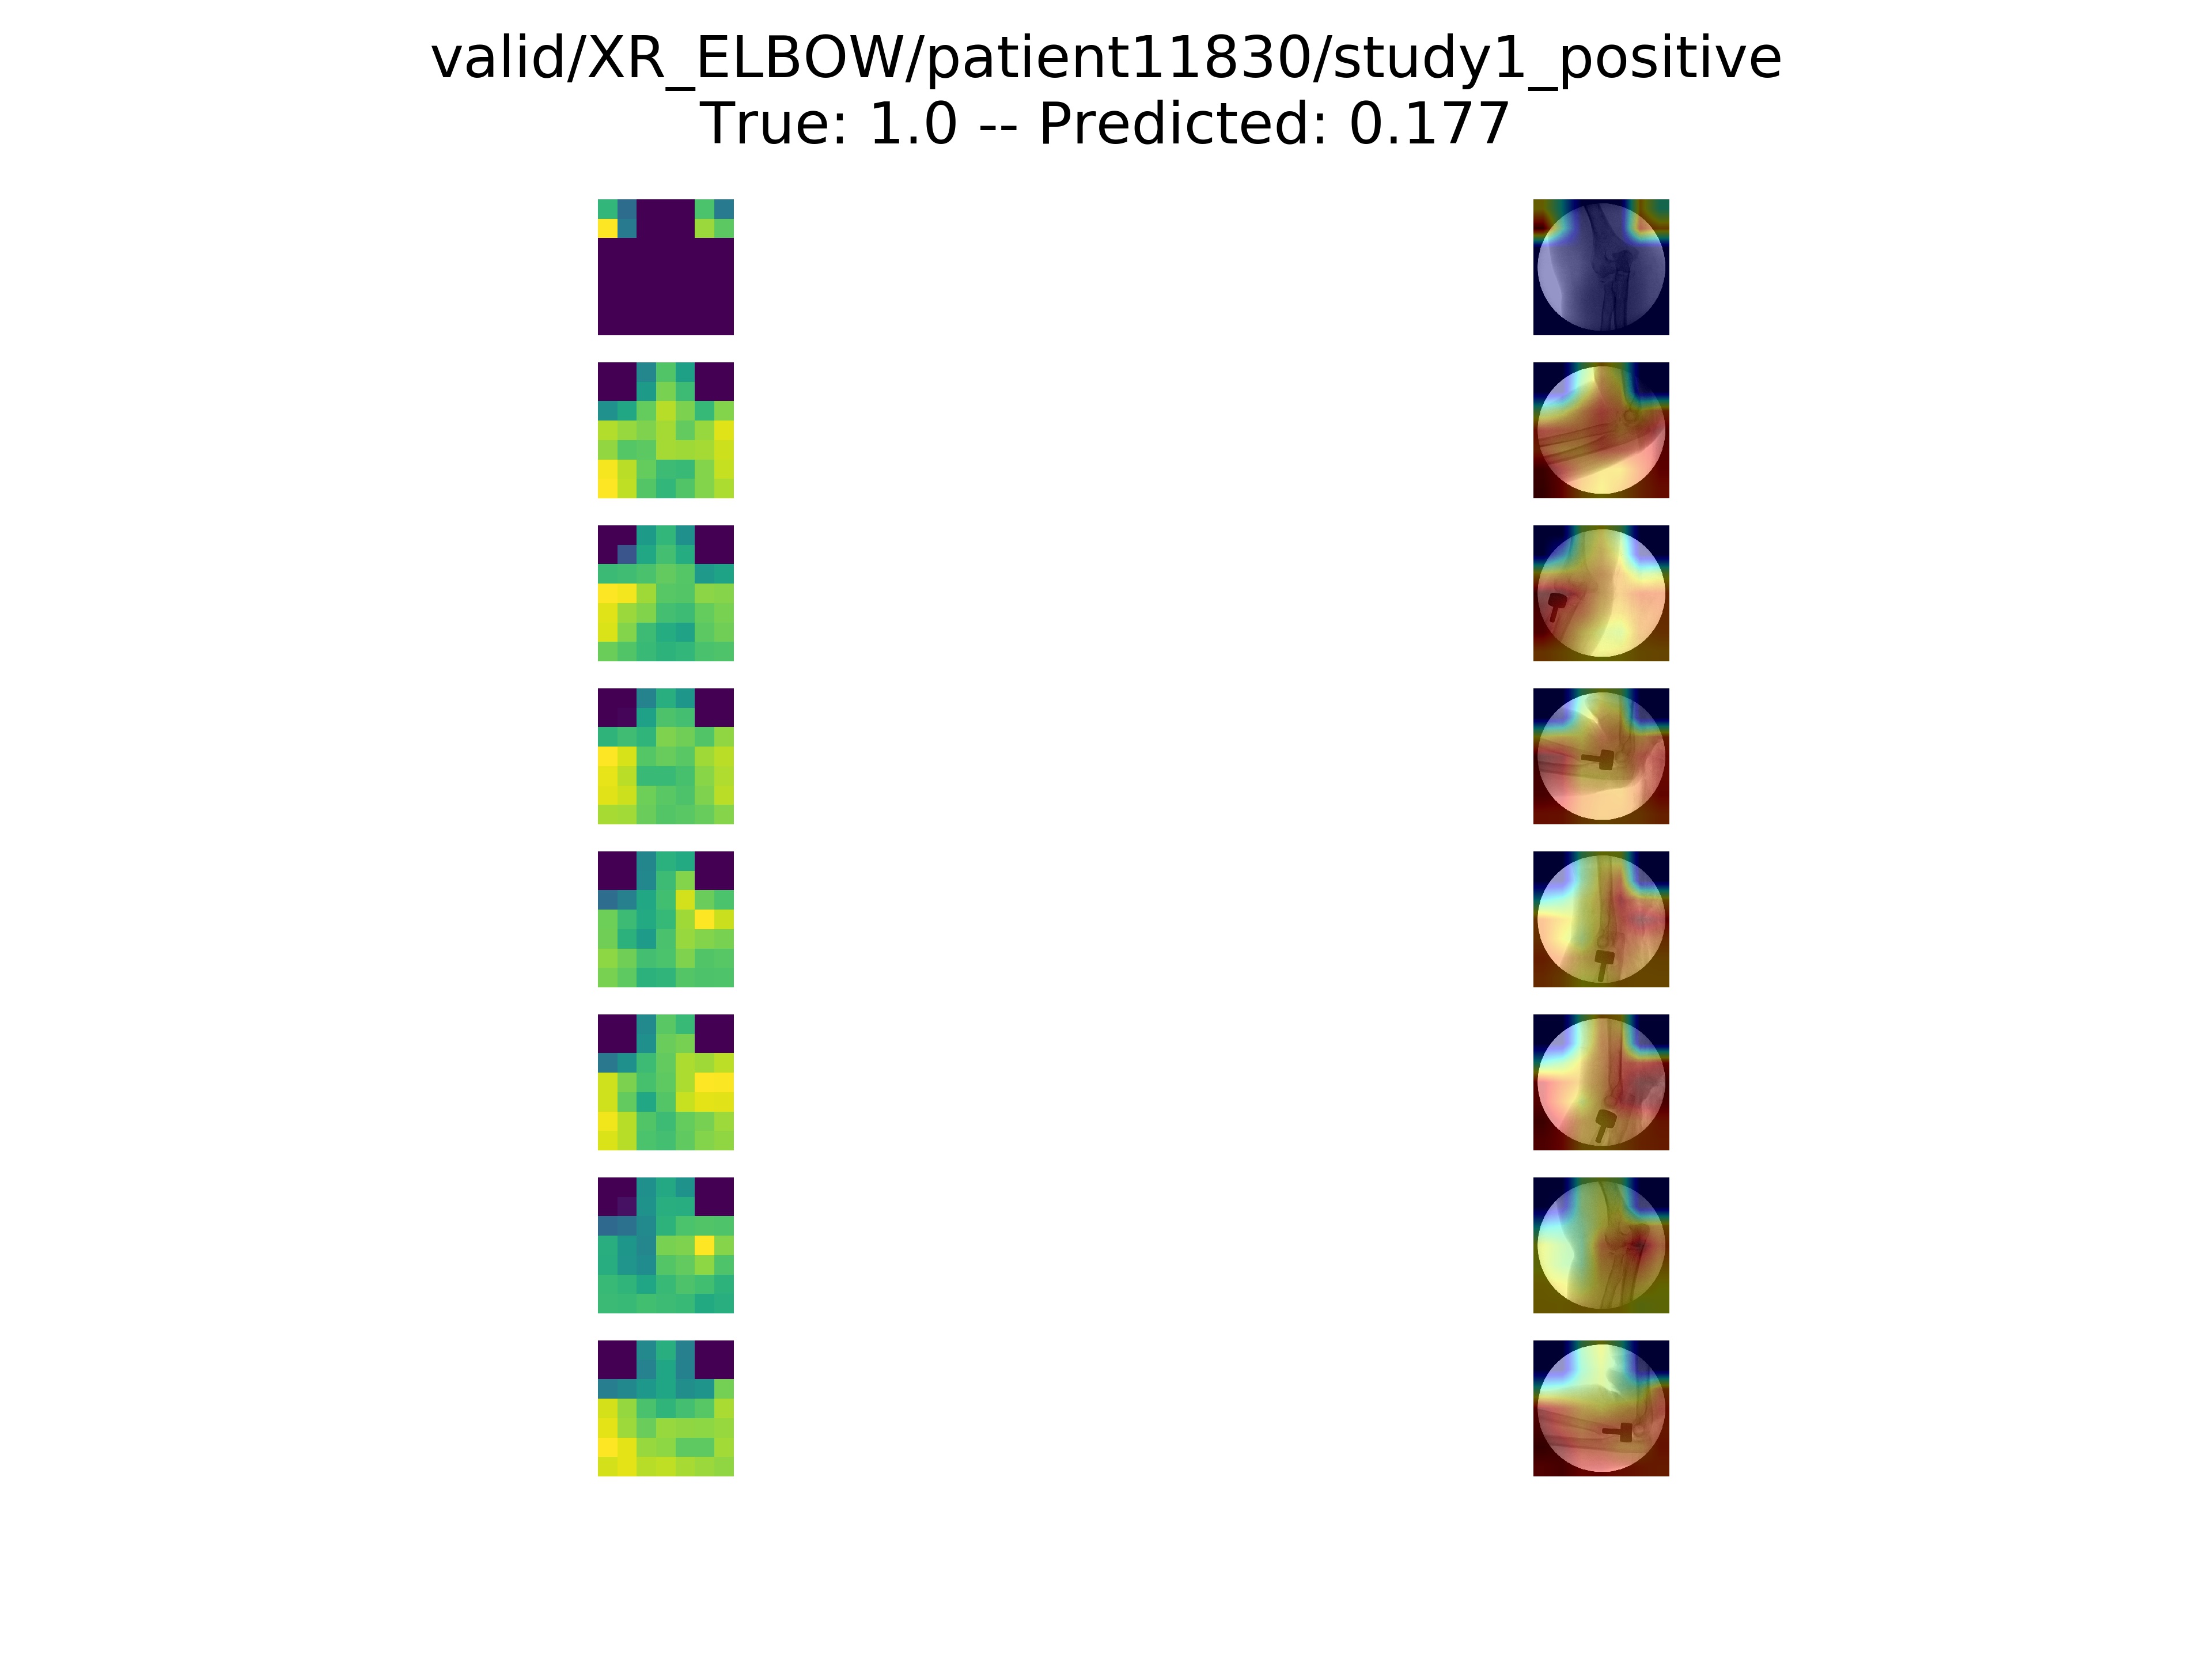 valid/XR_ELBOW/patient11830/study1_positive
True: 1.0 -- Predicted: 0.177